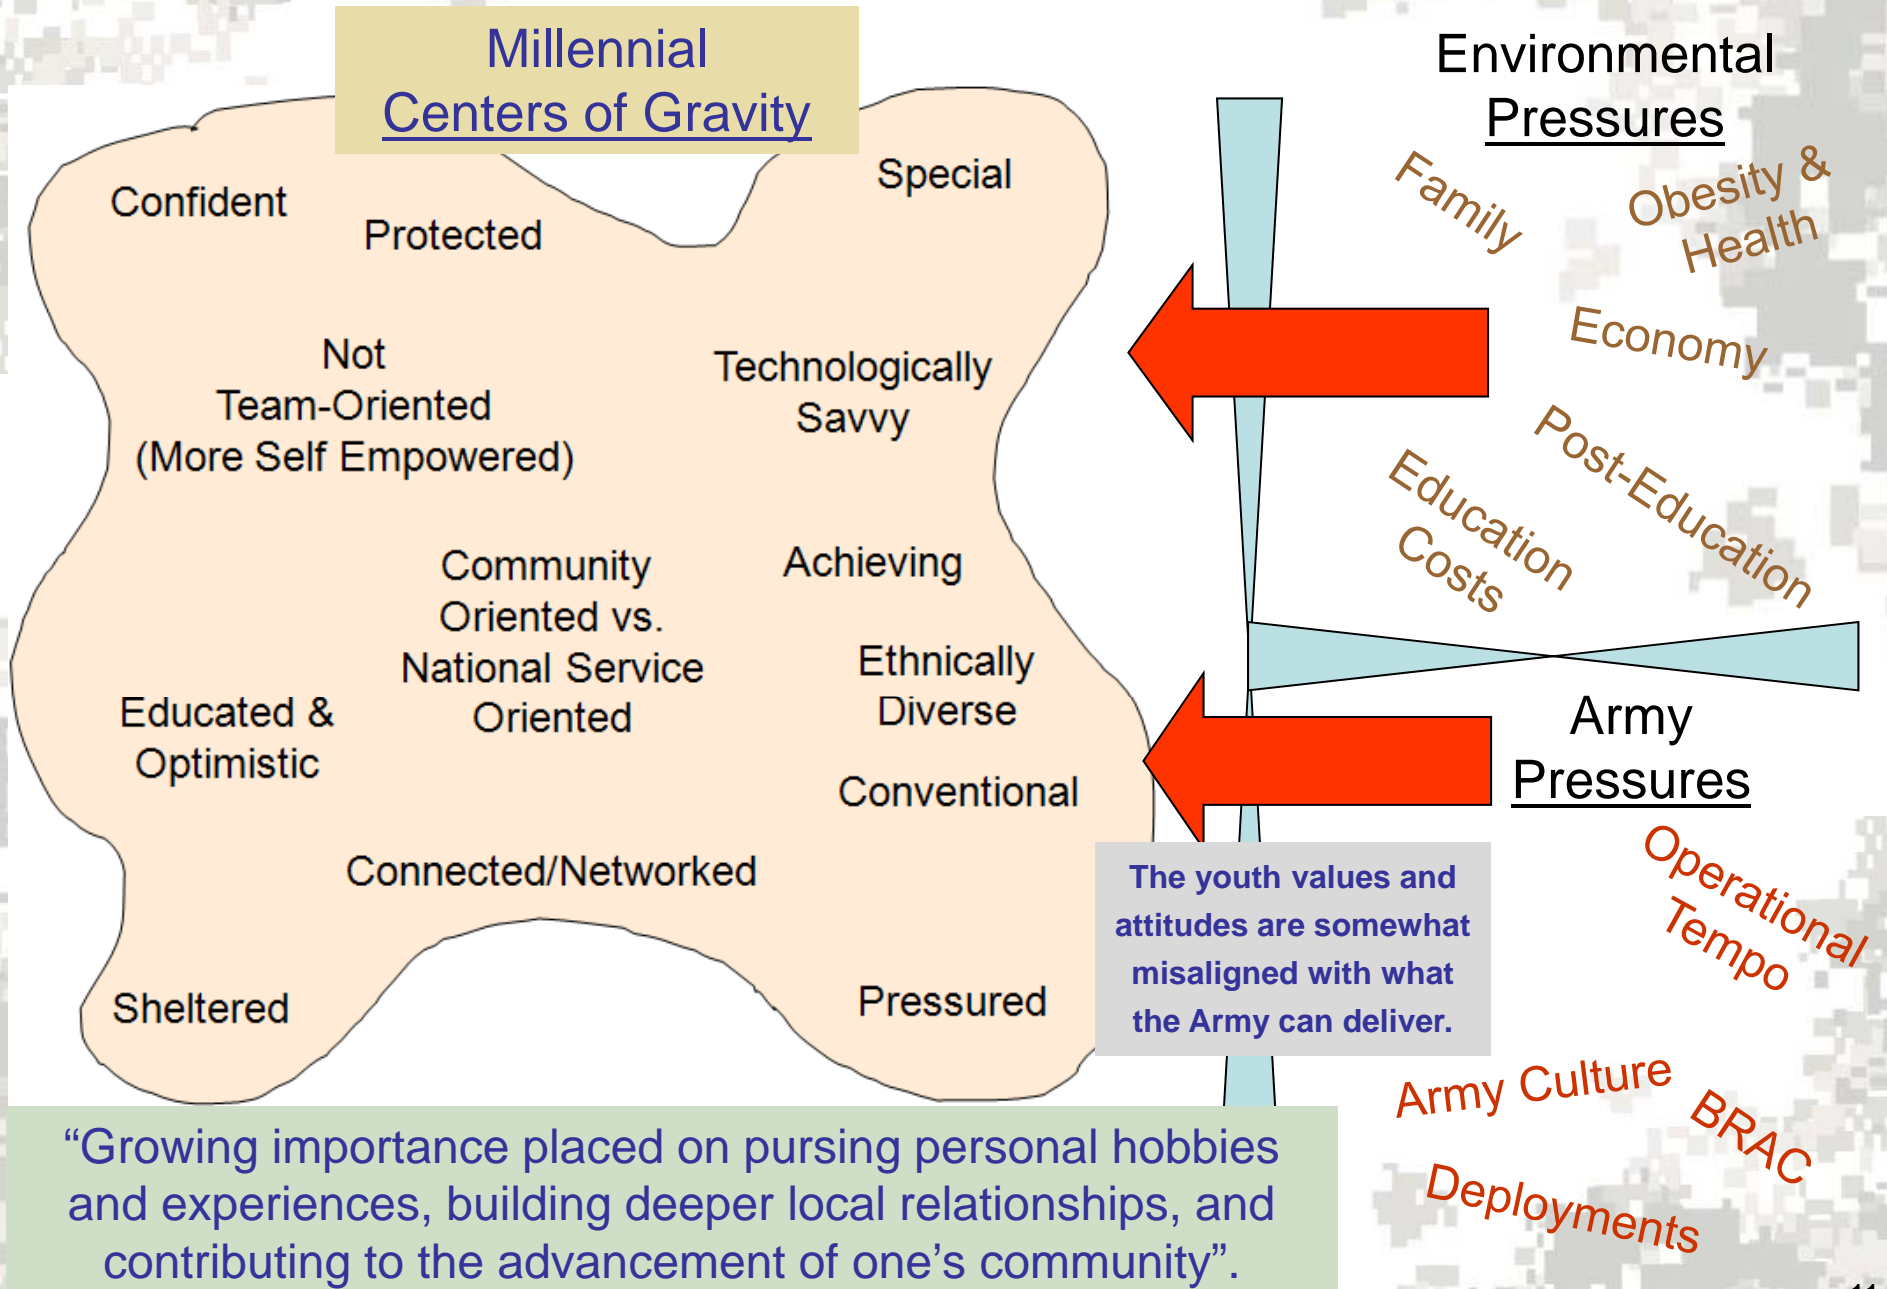 Millennial
Centers of Gravity
Confident
Protected
Special
Not
Team-Oriented
(More Self Empowered)
Technologically
Savvy
Community
Oriented vs.
National Service
Oriented
Achieving
Ethnically
Diverse
Educated &
Optimistic
Conventional
Connected/Networked
Sheltered
Pressured
Environmental
Pressures
Family
Obesity &
Health
Economy
Post-Education
Education
Costs
Army
Pressures
Operational
Tempo
Army Culture
BRAC
Deployments
The youth values and
attitudes are somewhat
misaligned with what
the Army can deliver.
“Growing importance placed on pursing personal hobbies
and experiences, building deeper local relationships, and
contributing to the advancement of one’s community”.